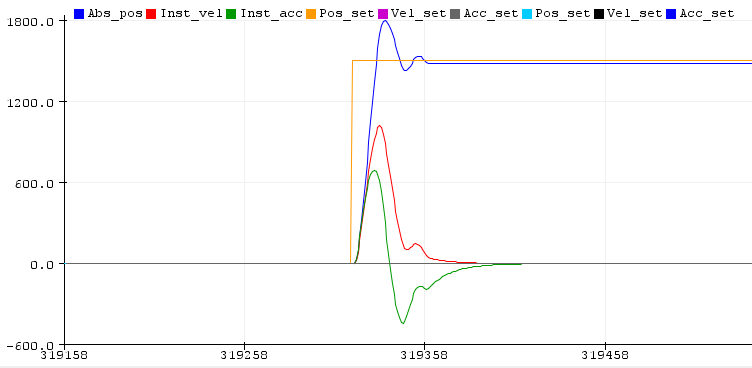 Abs_pos Inst_vel Inst_acc Pos_set Vel_set Acc_set Pos_set Vel_set Acc_set
1800.0
1200.0
600.0
0.0
-600.0
319158 319258 319358 319458